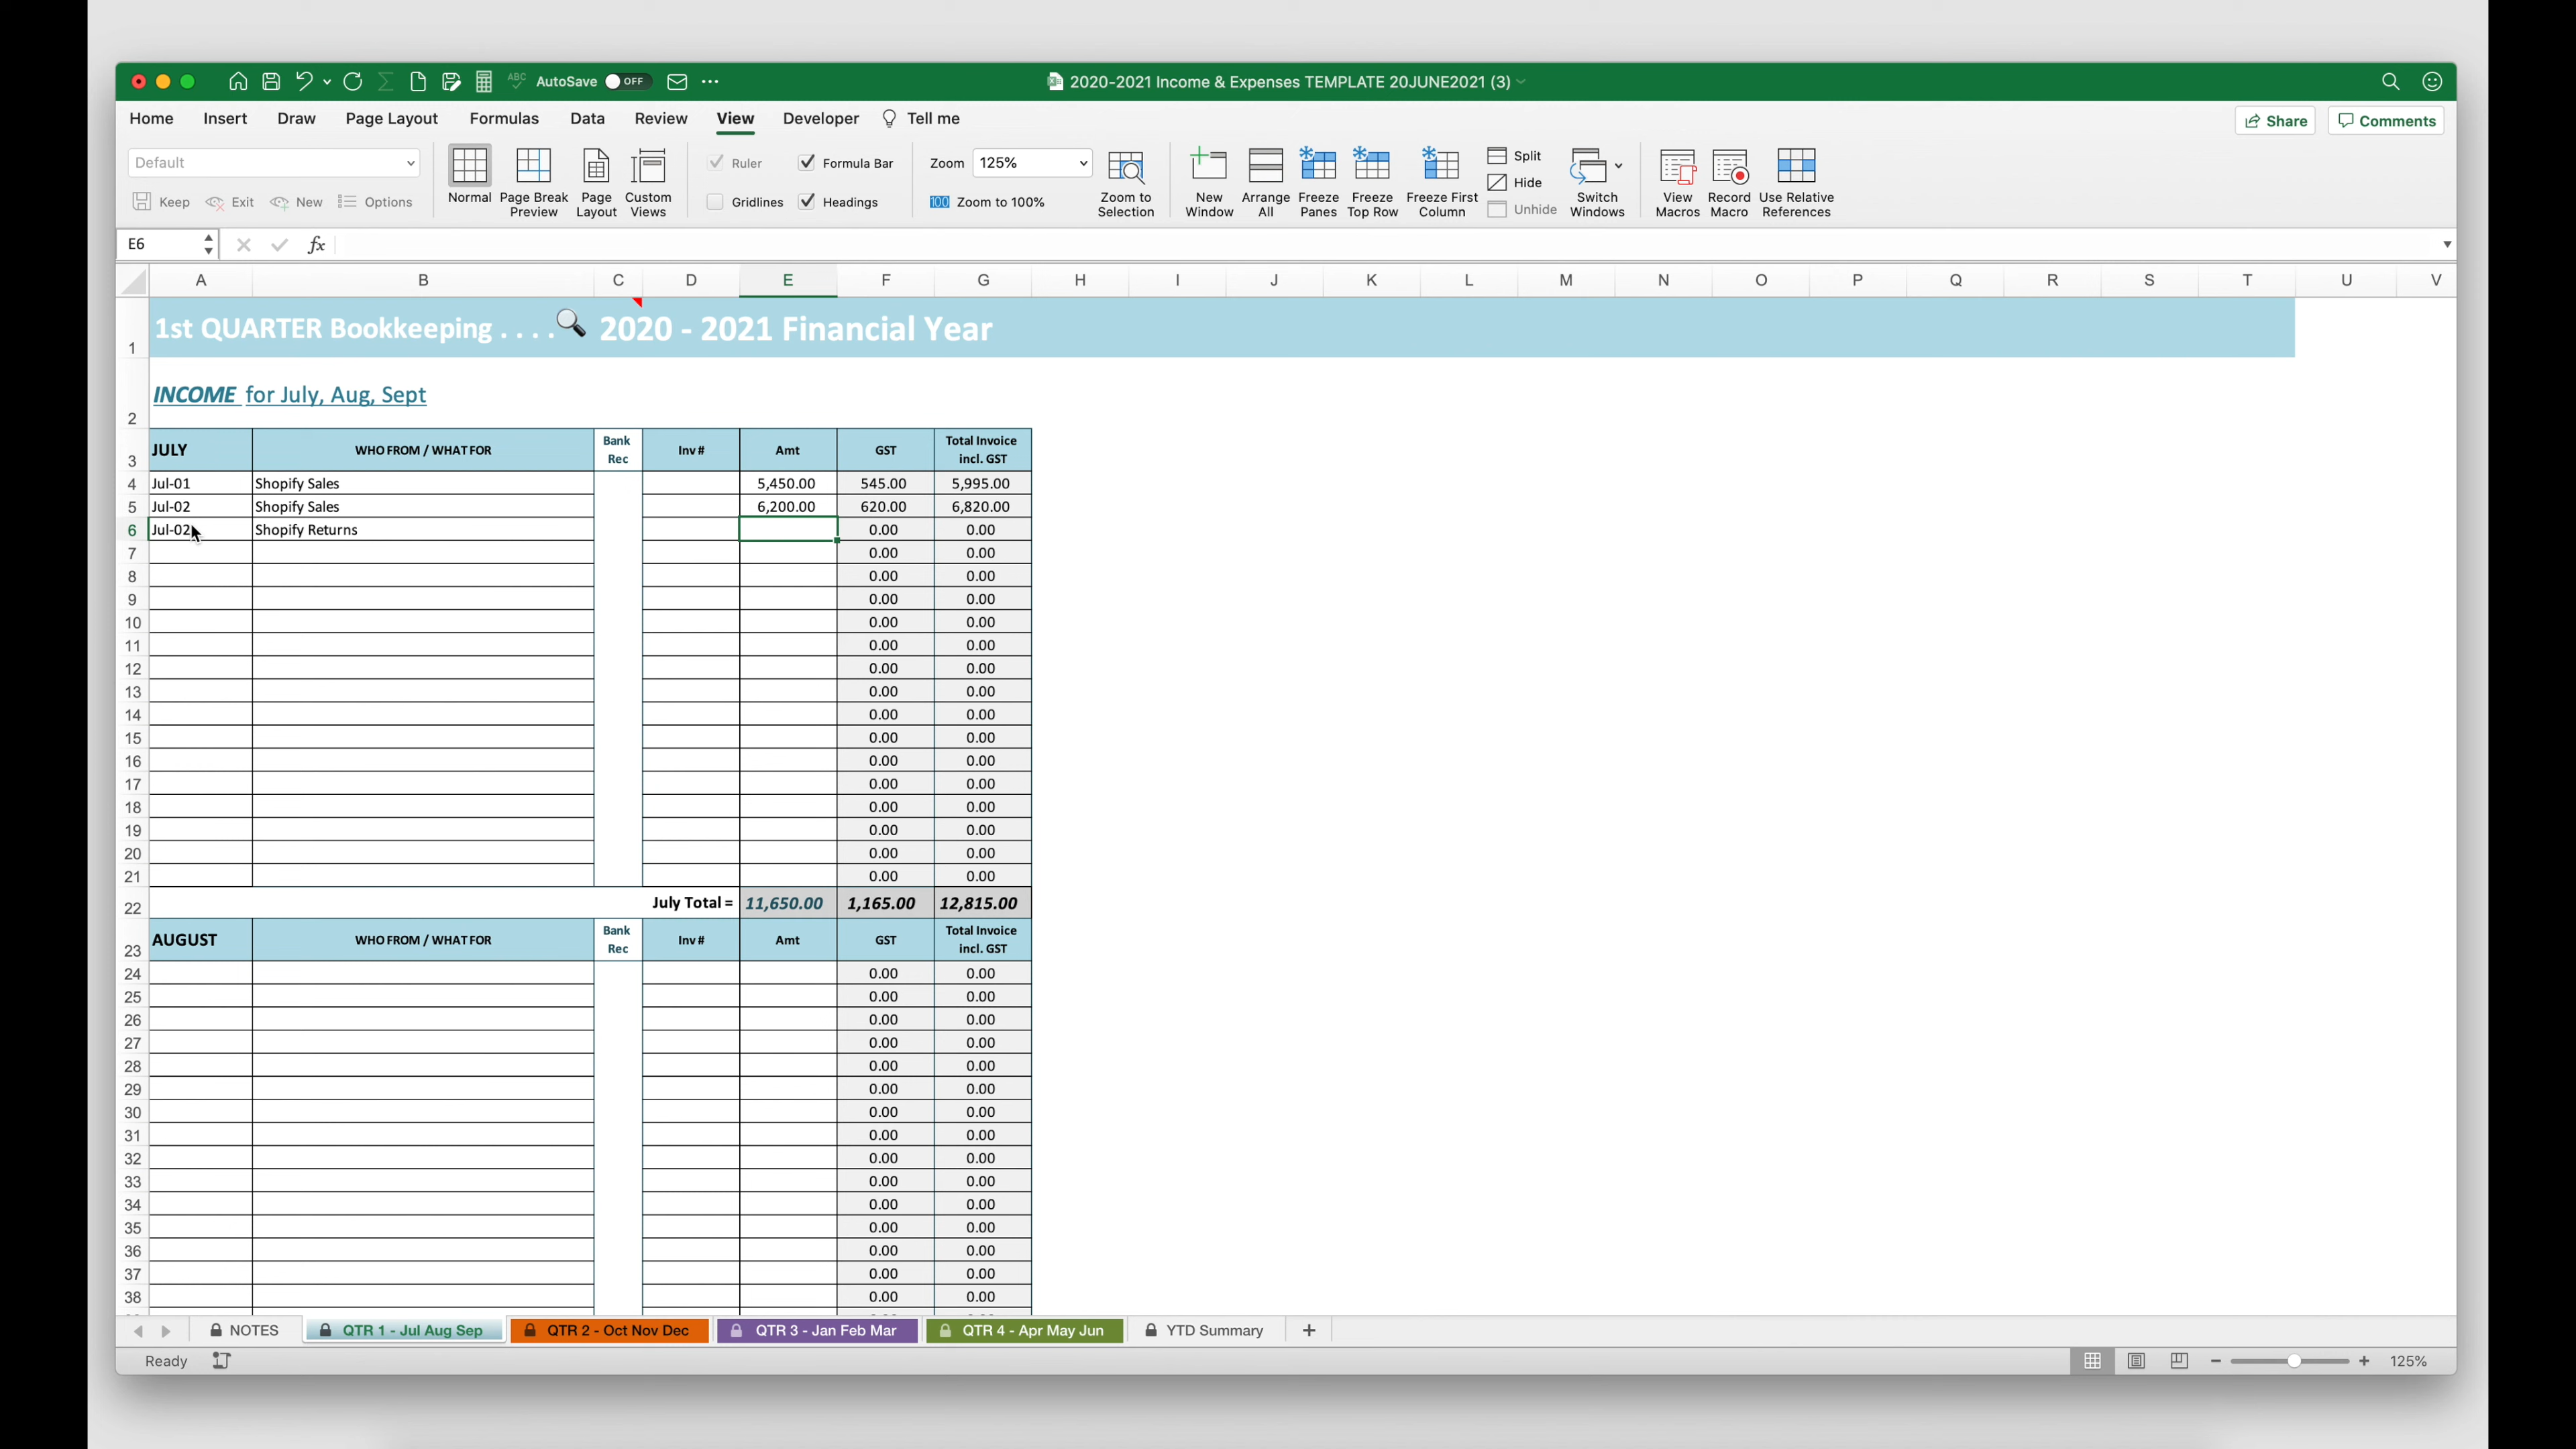 ABC AutoSave OFF 2020-2021 Income & Expenses TEMPLATE 20JUNE2021 (3)
Home Insert Draw Page Layout Formulas Data Review View Developer Tell me Share Comments
Default Ruler Formula Bar Zoom 125% Split
Keep Exit New Options Gridlines Headings 100 Zoom to 100% Hide
Unhide
Normal Page Break Preview Page Layout Custom Views Zoom to Selection New Window Arrange All Freeze Panes Freeze Top Row Freeze First Column Switch Windows View Macros Record Macro Use Relative References
E6 fx
A B C D E F G H I J K L M N O P Q R S T U V
1 1st QUARTER Bookkeeping . . . . 2020 - 2021 Financial Year
2 INCOME for July, Aug, Sept
3 JULY WHO FROM / WHAT FOR Bank Rec Inv # Amt GST Total Invoice incl. GST
4 Jul-01 Shopify Sales 5,450.00 545.00 5,995.00
5 Jul-02 Shopify Sales 6,200.00 620.00 6,820.00
6 Jul-02 Shopify Returns 0.00 0.00
7 0.00 0.00
8 0.00 0.00
9 0.00 0.00
10 0.00 0.00
11 0.00 0.00
12 0.00 0.00
13 0.00 0.00
14 0.00 0.00
15 0.00 0.00
16 0.00 0.00
17 0.00 0.00
18 0.00 0.00
19 0.00 0.00
20 0.00 0.00
21 0.00 0.00
22 July Total = 11,650.00 1,165.00 12,815.00
23 AUGUST WHO FROM / WHAT FOR Bank Rec Inv # Amt GST Total Invoice incl. GST
24 0.00 0.00
25 0.00 0.00
26 0.00 0.00
27 0.00 0.00
28 0.00 0.00
29 0.00 0.00
30 0.00 0.00
31 0.00 0.00
32 0.00 0.00
33 0.00 0.00
34 0.00 0.00
35 0.00 0.00
36 0.00 0.00
37 0.00 0.00
38 0.00 0.00
NOTES QTR 1 - Jul Aug Sep QTR 2 - Oct Nov Dec QTR 3 - Jan Feb Mar QTR 4 - Apr May Jun YTD Summary +
Ready 125%